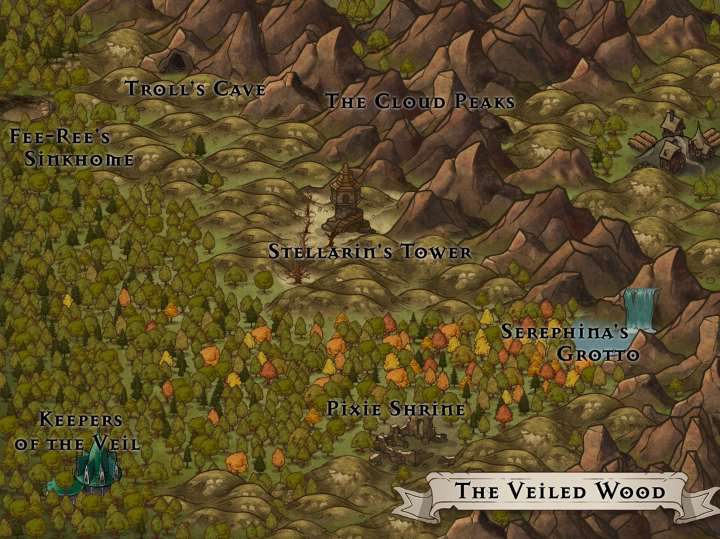 Troll's Cave
The Cloud Peaks
Fee-Ree's
Sinkhome
Stellarin's Tower
Serephina's
Grotto
Pixie Shrine
Keepers
of the Veil
The Veiled Wood